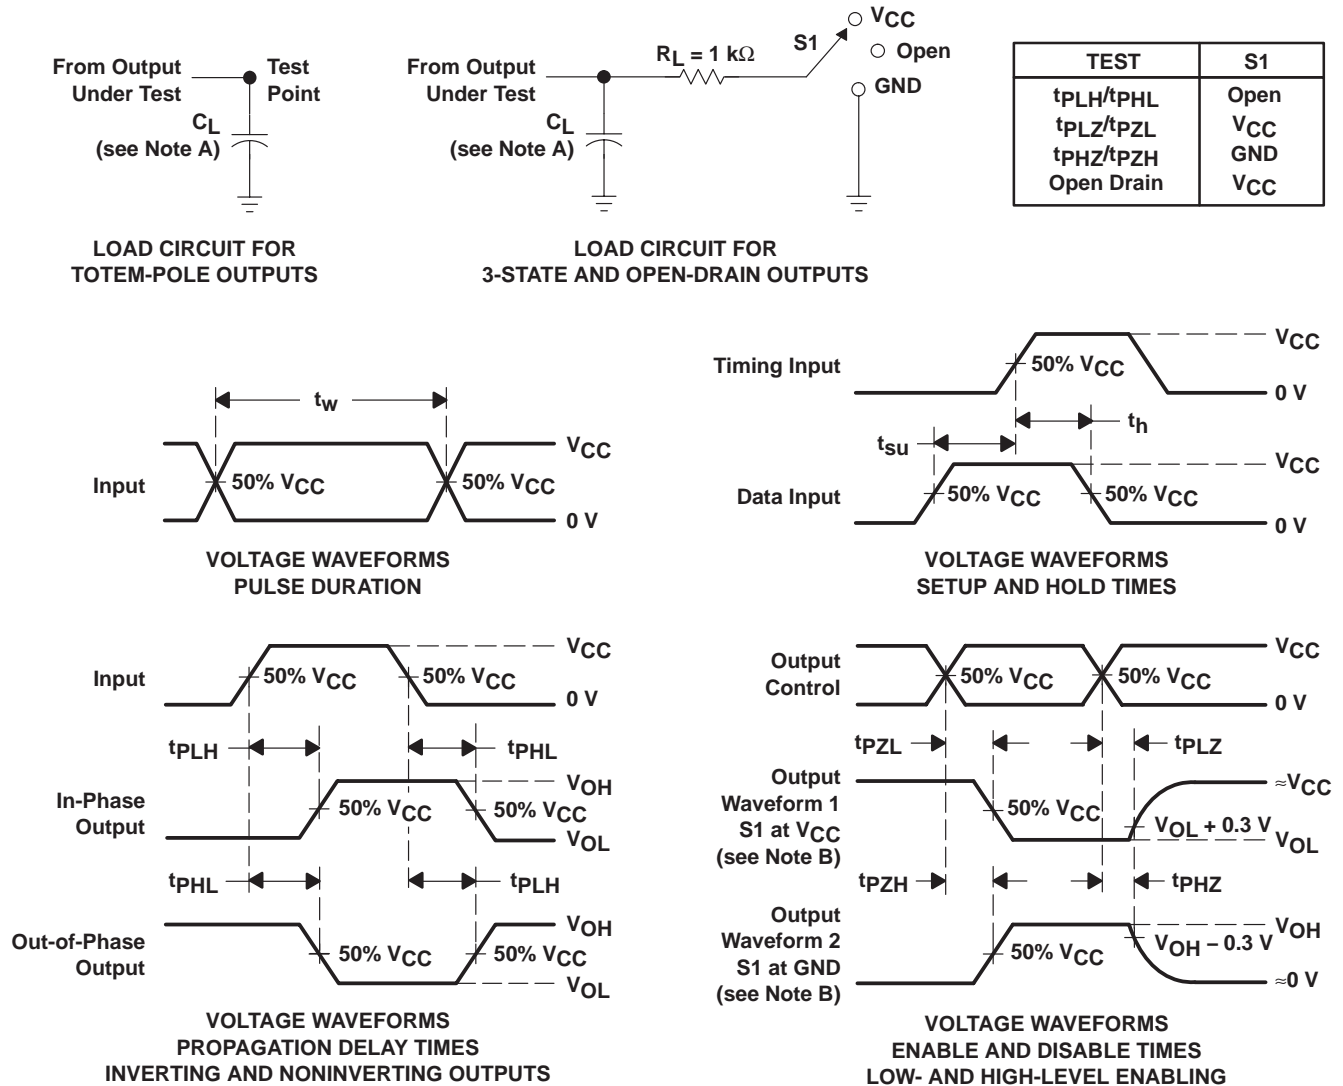 From Output
Under Test
Test
Point
CL
(see Note A)
LOAD CIRCUIT FOR
TOTEM-POLE OUTPUTS
From Output
Under Test
RL = 1 kΩ
S1
VCC
Open
GND
CL
(see Note A)
LOAD CIRCUIT FOR
3-STATE AND OPEN-DRAIN OUTPUTS
TEST S1
tPLH/tPHL Open
tPLZ/tPZL VCC
tPHZ/tPZH GND
Open Drain VCC
tw
Input
50% VCC
50% VCC
VCC
0 V
VOLTAGE WAVEFORMS
PULSE DURATION
Timing Input
50% VCC
VCC
0 V
tsu
th
Data Input
50% VCC
50% VCC
VCC
0 V
VOLTAGE WAVEFORMS
SETUP AND HOLD TIMES
Input
50% VCC
50% VCC
VCC
0 V
tPLH
tPHL
In-Phase
Output
50% VCC
50% VCC
VOH
VOL
tPHL
tPLH
Out-of-Phase
Output
50% VCC
50% VCC
VOH
VOL
VOLTAGE WAVEFORMS
PROPAGATION DELAY TIMES
INVERTING AND NONINVERTING OUTPUTS
Output
Control
50% VCC
50% VCC
VCC
0 V
tPZL
tPLZ
Output
Waveform 1
S1 at VCC
(see Note B)
50% VCC
≈VCC
VOL + 0.3 V
VOL
tPZH
tPHZ
Output
Waveform 2
S1 at GND
(see Note B)
50% VCC
VOH
VOH − 0.3 V
≈0 V
VOLTAGE WAVEFORMS
ENABLE AND DISABLE TIMES
LOW- AND HIGH-LEVEL ENABLING